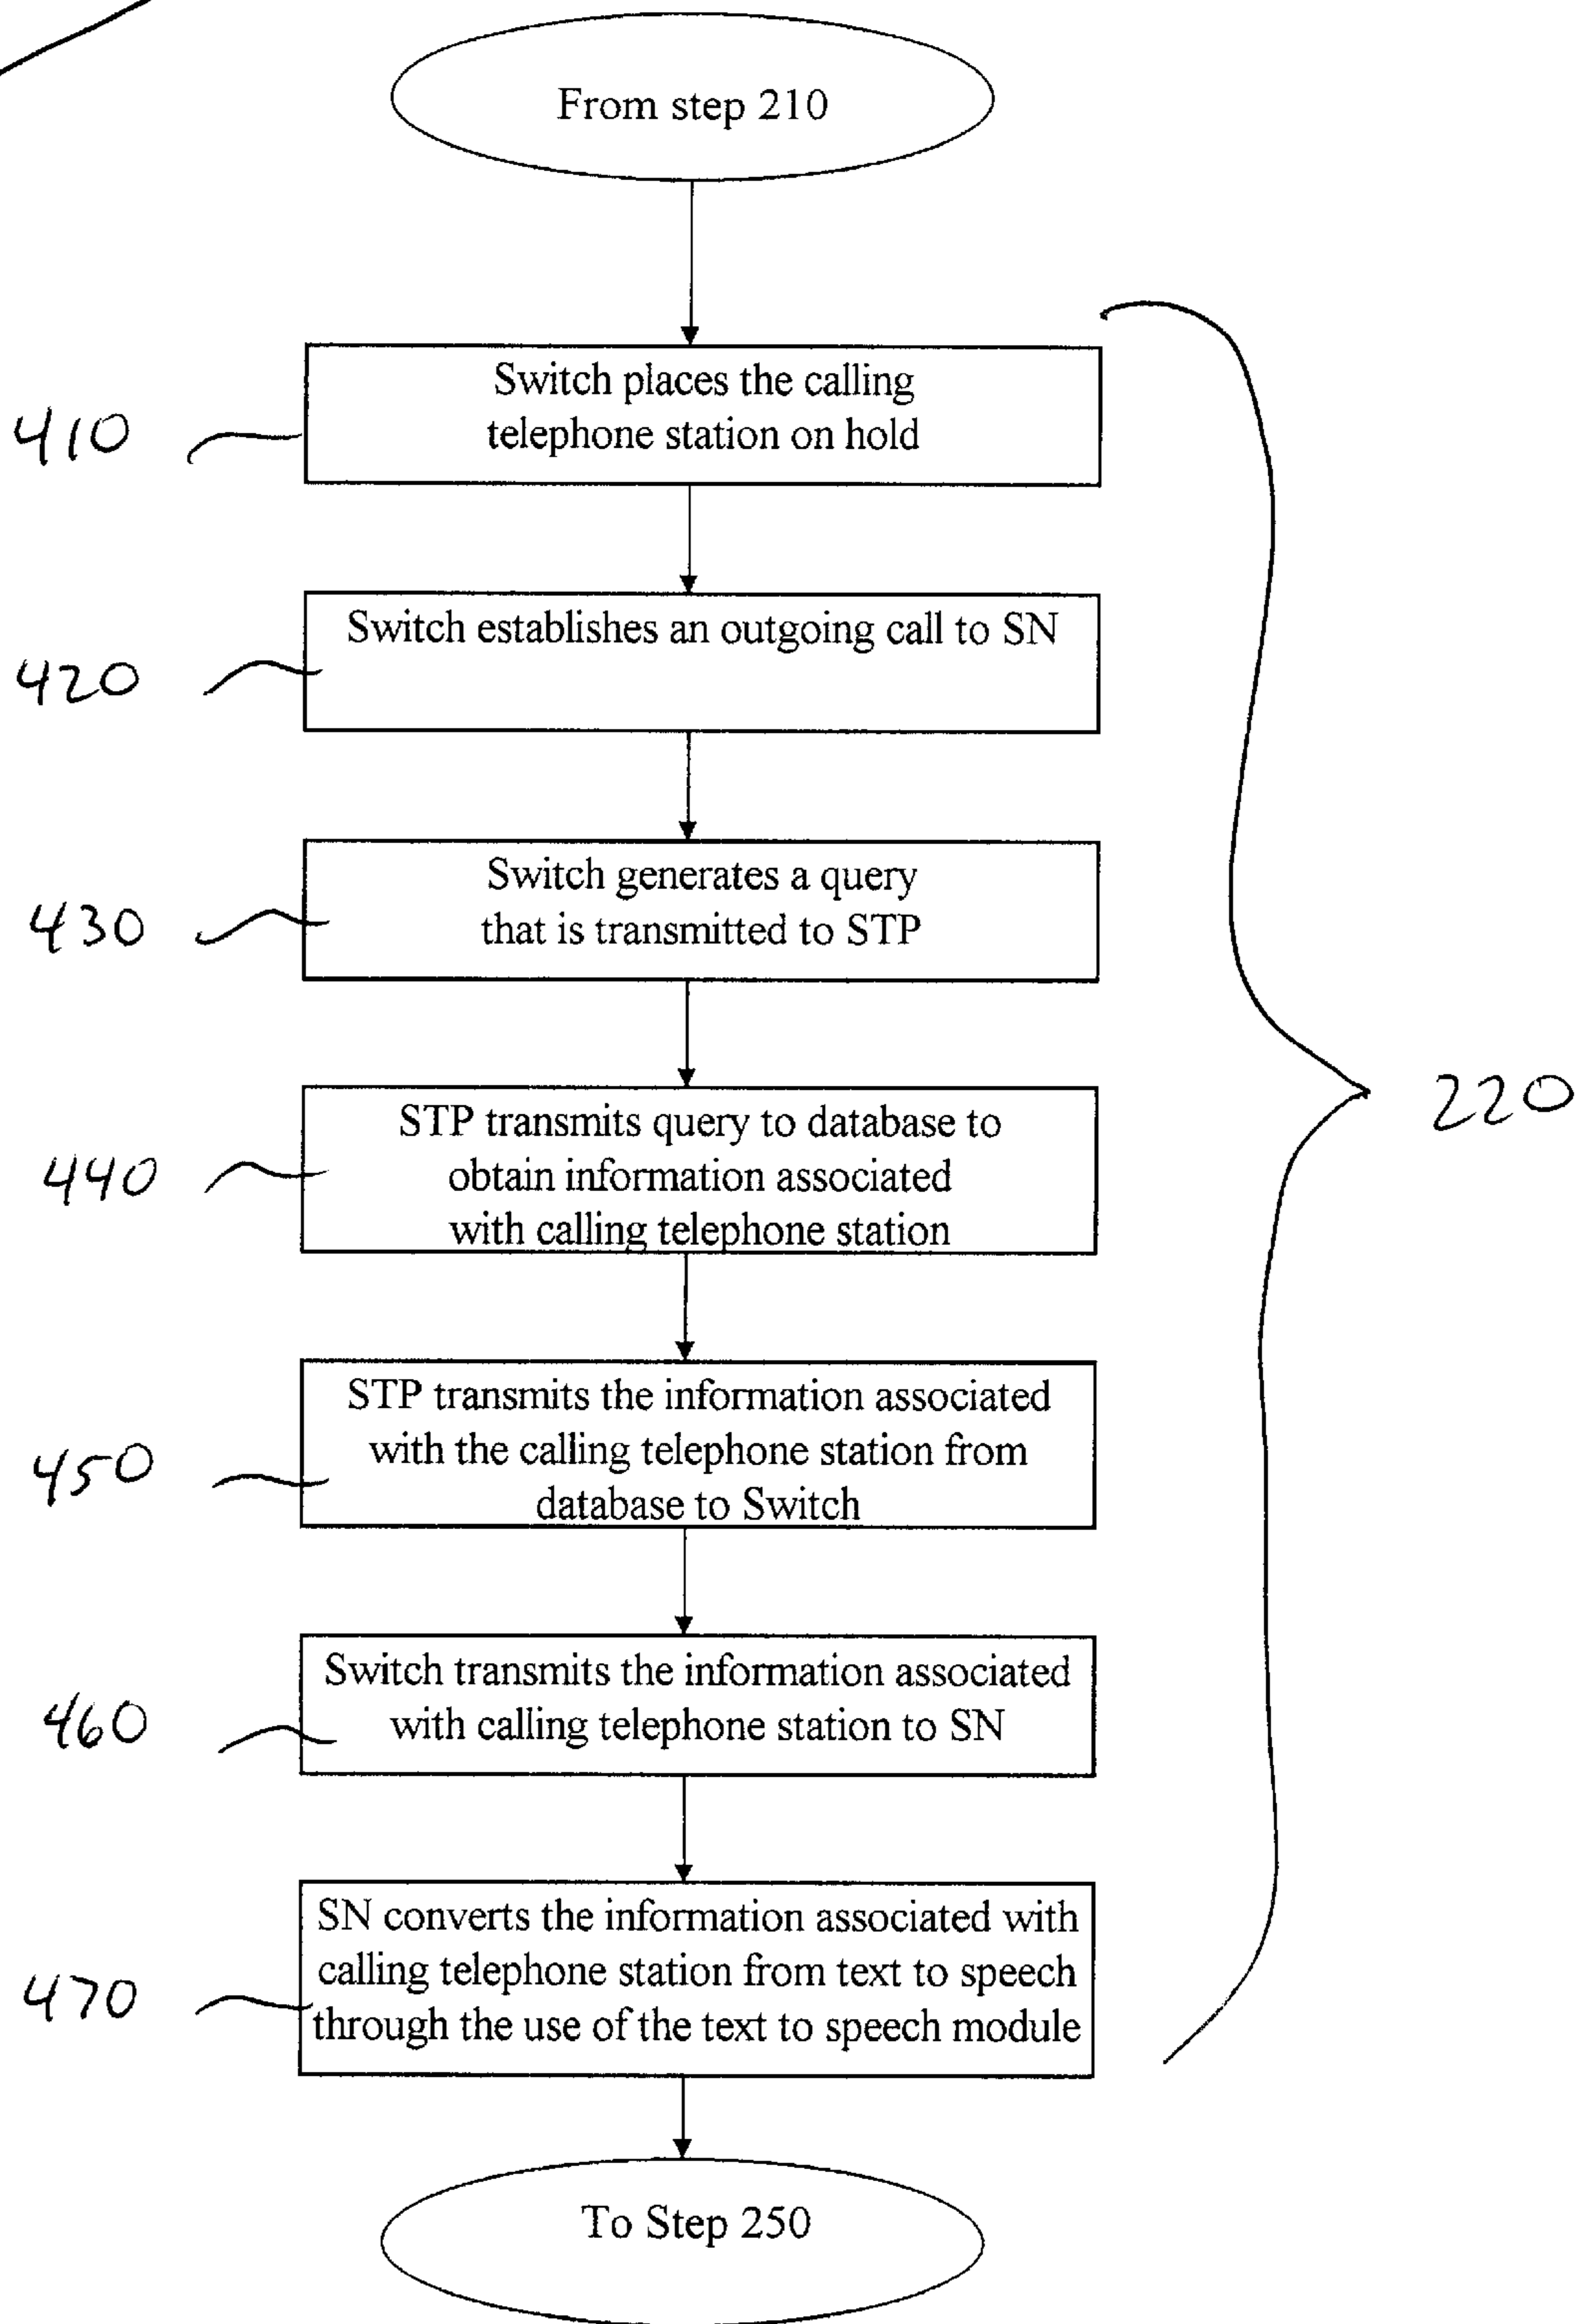 From step 210
410
Switch places the calling
telephone station on hold
420
Switch establishes an outgoing call to SN
430
Switch generates a query
that is transmitted to STP
220
440
STP transmits query to database to
obtain information associated
with calling telephone station
450
STP transmits the information associated
with the calling telephone station from
database to Switch
460
Switch transmits the information associated
with calling telephone station to SN
470
SN converts the information associated with
calling telephone station from text to speech
through the use of the text to speech module
To Step 250